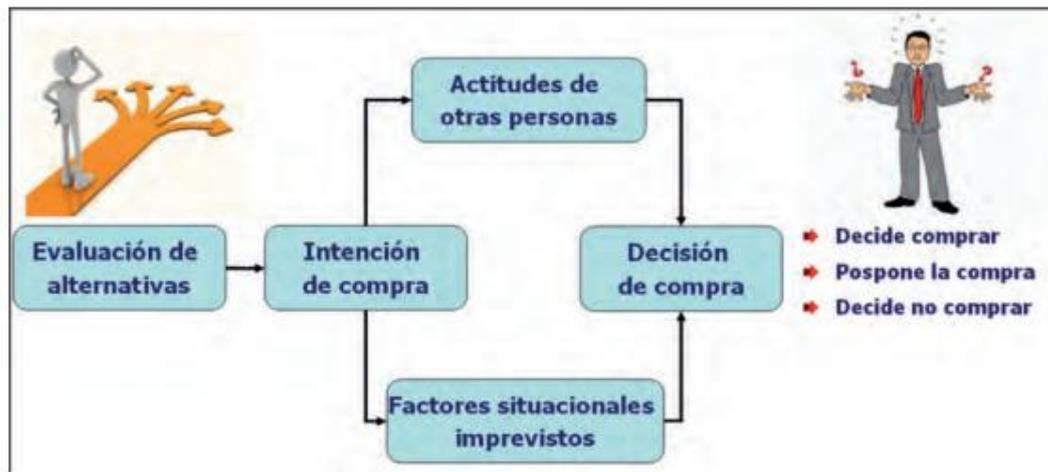 Actitudes de
otras personas
Evaluación de
alternativas
Intención
de compra
Decisión
de compra
Decide comprar
Pospone la compra
Decide no comprar
Factores situacionales
imprevistos
¿
?